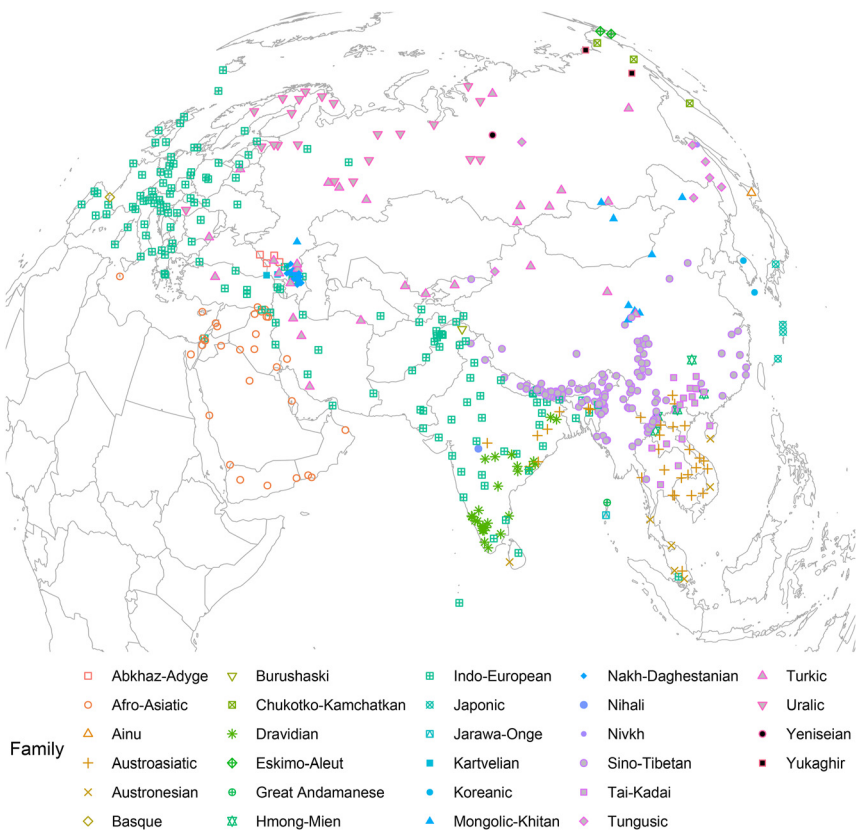 Abkhaz-Adyge Burushaski Indo-European Nakh-Daghestanian Turkic
Afro-Asiatic Chukotko-Kamchatkan Japonic Nihali Uralic
Ainu Dravidian Jarawa-Onge Nivkh Yeniseian
Family Austroasiatic Eskimo-Aleut Kartvelian Sino-Tibetan Yukaghir
Austronesian Great Andamanese Koreanic Tai-Kadai
Basque Hmong-Mien Mongolic-Khitan Tungusic